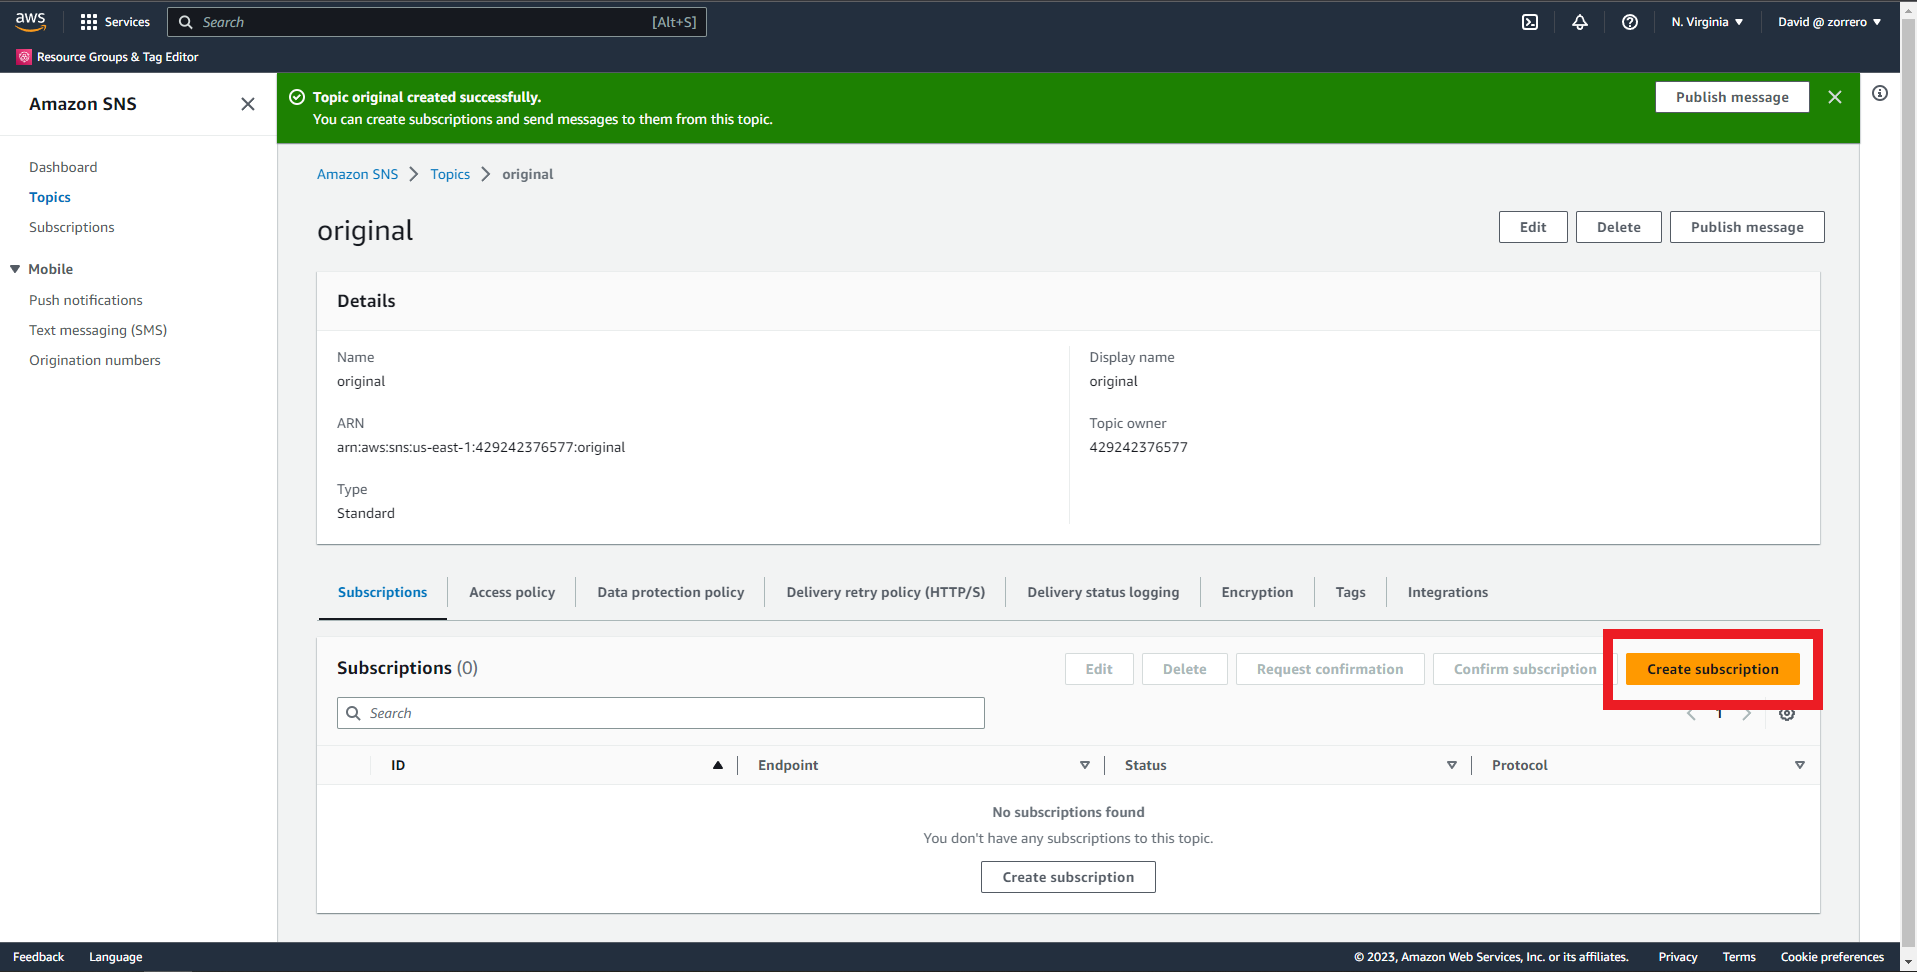 aws
Services
Search
[Alt+S]
N. Virginia
David @ zorrero
Resource Groups & Tag Editor
Amazon SNS
Dashboard
Topics
Subscriptions
Mobile
Push notifications
Text messaging (SMS)
Origination numbers
Topic original created successfully.
You can create subscriptions and send messages to them from this topic.
Publish message
Amazon SNS
Topics
original
original
Edit
Delete
Publish message
Details
Name
original
ARN
arn:aws:sns:us-east-1:429242376577:original
Type
Standard
Display name
original
Topic owner
429242376577
Subscriptions
Access policy
Data protection policy
Delivery retry policy (HTTP/S)
Delivery status logging
Encryption
Tags
Integrations
Subscriptions (0)
Edit
Delete
Request confirmation
Confirm subscription
Create subscription
Search
1
ID
Endpoint
Status
Protocol
No subscriptions found
You don't have any subscriptions to this topic.
Create subscription
Feedback
Language
© 2023, Amazon Web Services, Inc. or its affiliates.
Privacy
Terms
Cookie preferences